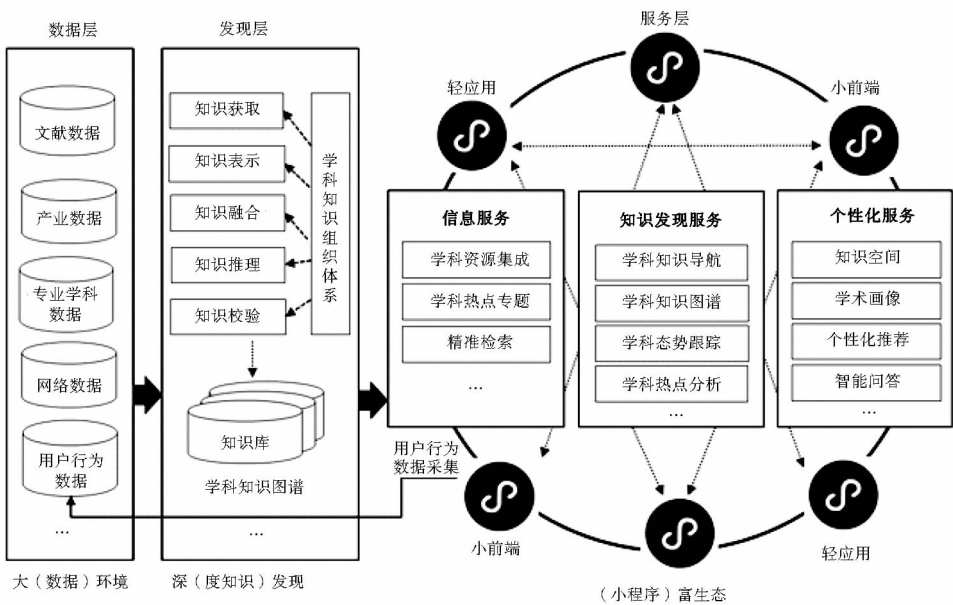 数据层
文献数据
产业数据
专业学科
数据
网络数据
用户行为
数据
…
大（数据）环境
发现层
知识获取
知识表示
知识融合
知识推理
知识校验
学科知识组织体系
知识库
学科知识图谱
深（度知识）发现
服务层
轻应用
小前端
信息服务
学科资源集成
学科热点专题
精准检索
…
知识发现服务
学科知识导航
学科知识图谱
学科态势跟踪
学科热点分析
…
个性化服务
知识空间
学术画像
个性化推荐
智能问答
…
用户行为
数据采集
小前端
轻应用
（小程序）富生态